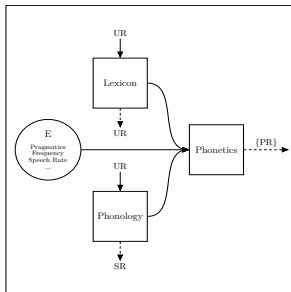 UR
Lexicon
UR
E
Pragmatics
Frequency
Speech Rate
...
Phonetics
{PR}
UR
Phonology
SR